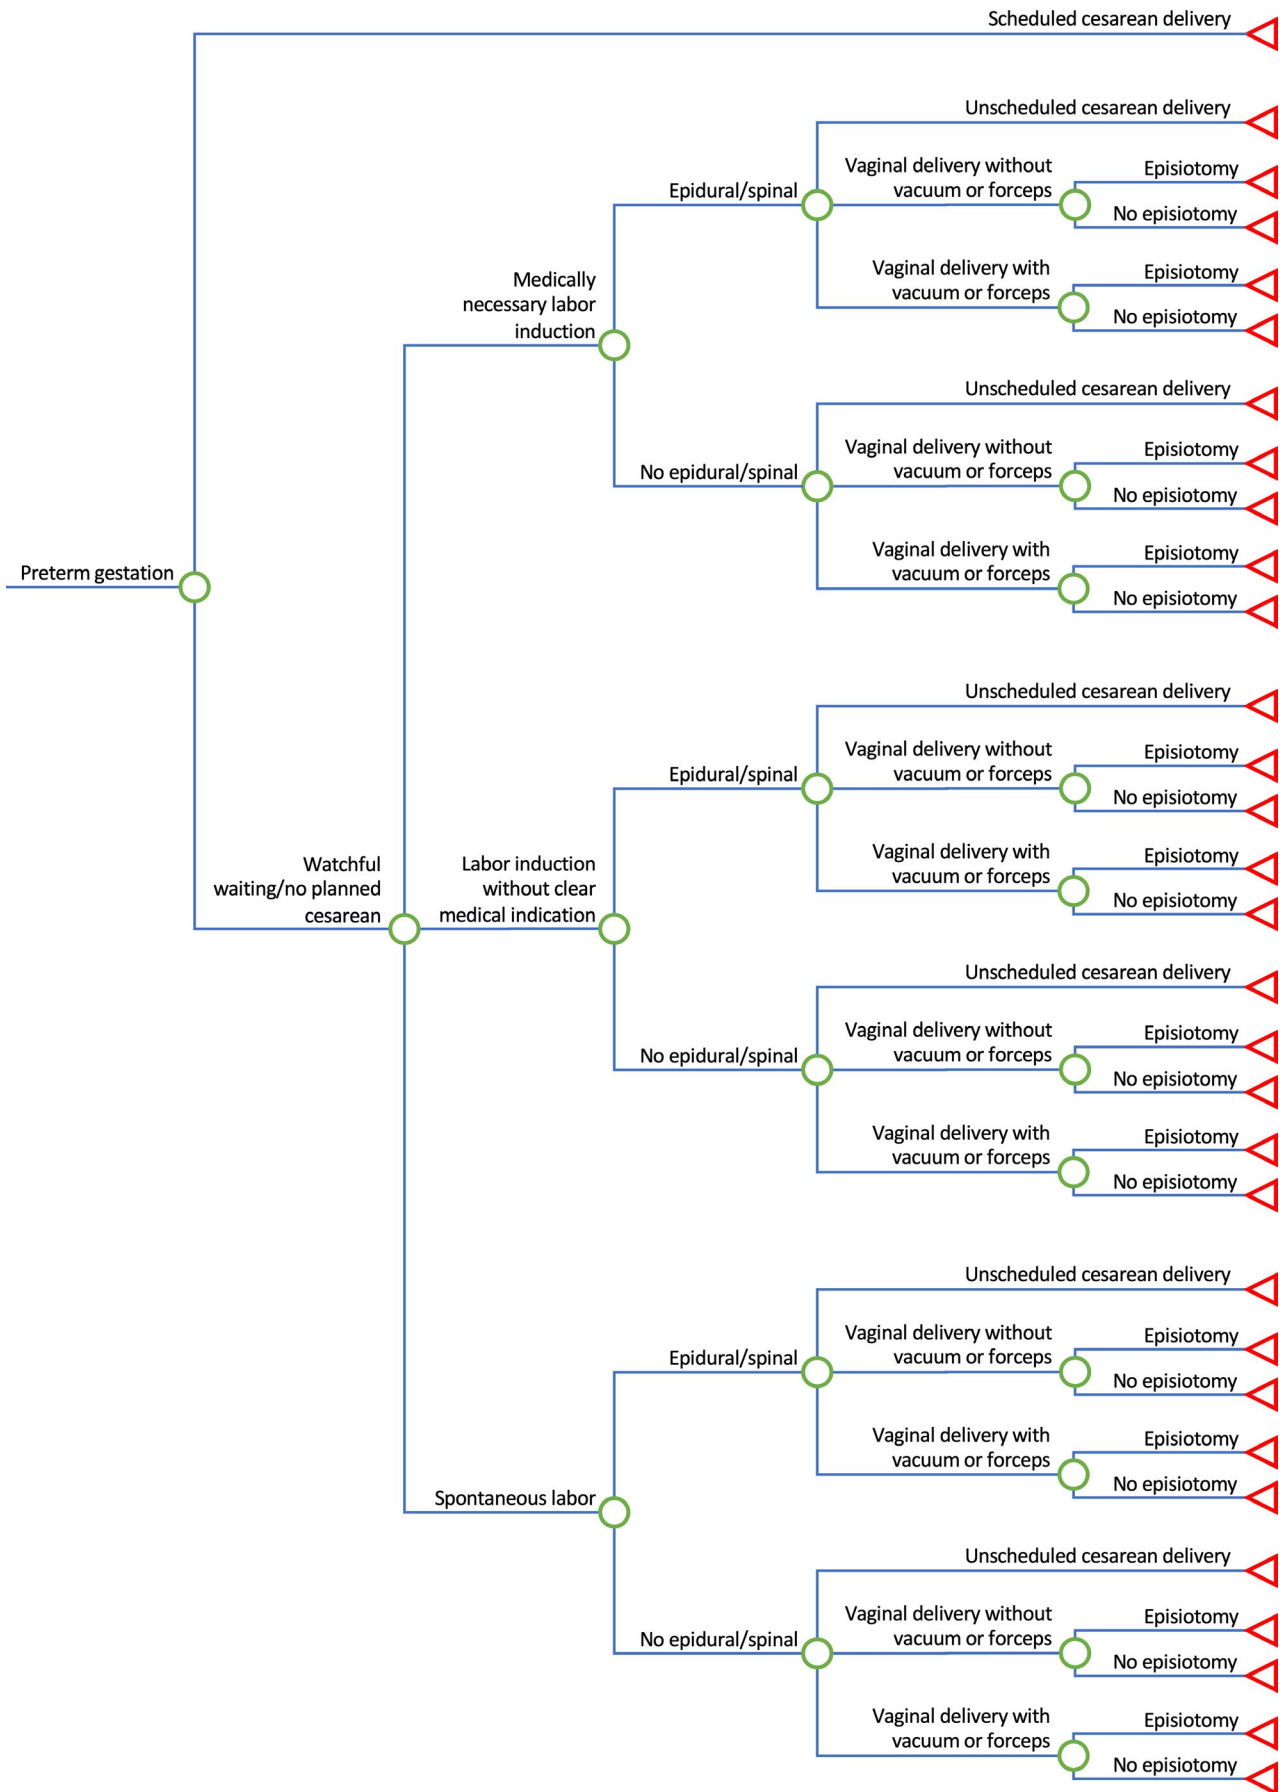 Scheduled cesarean delivery
Unscheduled cesarean delivery
Vaginal delivery without
vacuum or forceps
Episiotomy
No episiotomy
Epidural/spinal
Vaginal delivery with
vacuum or forceps
Episiotomy
No episiotomy
Medically
necessary labor
induction
Unscheduled cesarean delivery
Vaginal delivery without
vacuum or forceps
Episiotomy
No episiotomy
No epidural/spinal
Vaginal delivery with
vacuum or forceps
Episiotomy
No episiotomy
Preterm gestation
Unscheduled cesarean delivery
Vaginal delivery without
vacuum or forceps
Episiotomy
No episiotomy
Epidural/spinal
Vaginal delivery with
vacuum or forceps
Episiotomy
No episiotomy
Watchful
waiting/no planned
cesarean
Labor induction
without clear
medical indication
Unscheduled cesarean delivery
Vaginal delivery without
vacuum or forceps
Episiotomy
No episiotomy
No epidural/spinal
Vaginal delivery with
vacuum or forceps
Episiotomy
No episiotomy
Unscheduled cesarean delivery
Vaginal delivery without
vacuum or forceps
Episiotomy
No episiotomy
Epidural/spinal
Vaginal delivery with
vacuum or forceps
Episiotomy
No episiotomy
Spontaneous labor
Unscheduled cesarean delivery
Vaginal delivery without
vacuum or forceps
Episiotomy
No episiotomy
No epidural/spinal
Vaginal delivery with
vacuum or forceps
Episiotomy
No episiotomy